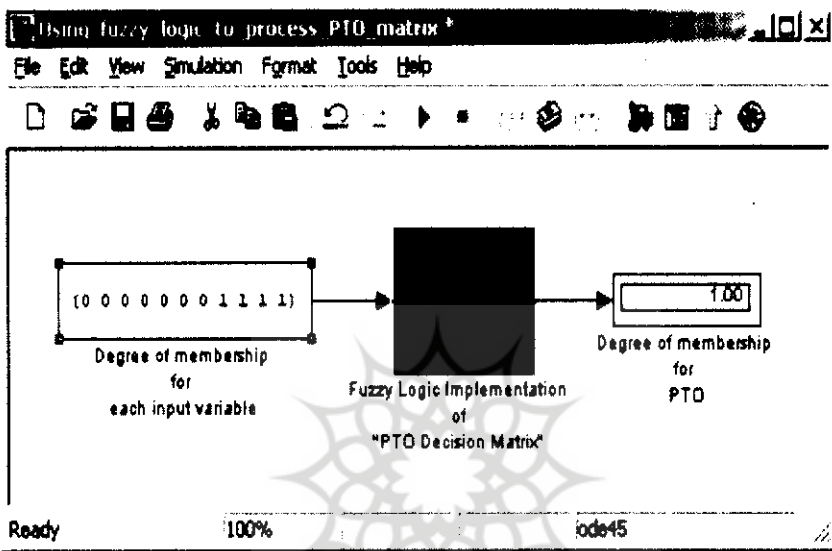 Using fuzzy logic to process PTO_matrix *
File Edit View Simulation Format Tools Help
[0 0 0 0 0 0 0 1 1 1 1]
1.00
Degree of membership
for
each input variable
Fuzzy Logic Implementation
of
"PTO Decision Matrix"
Degree of membership
for
PTO
Ready 100% ode45